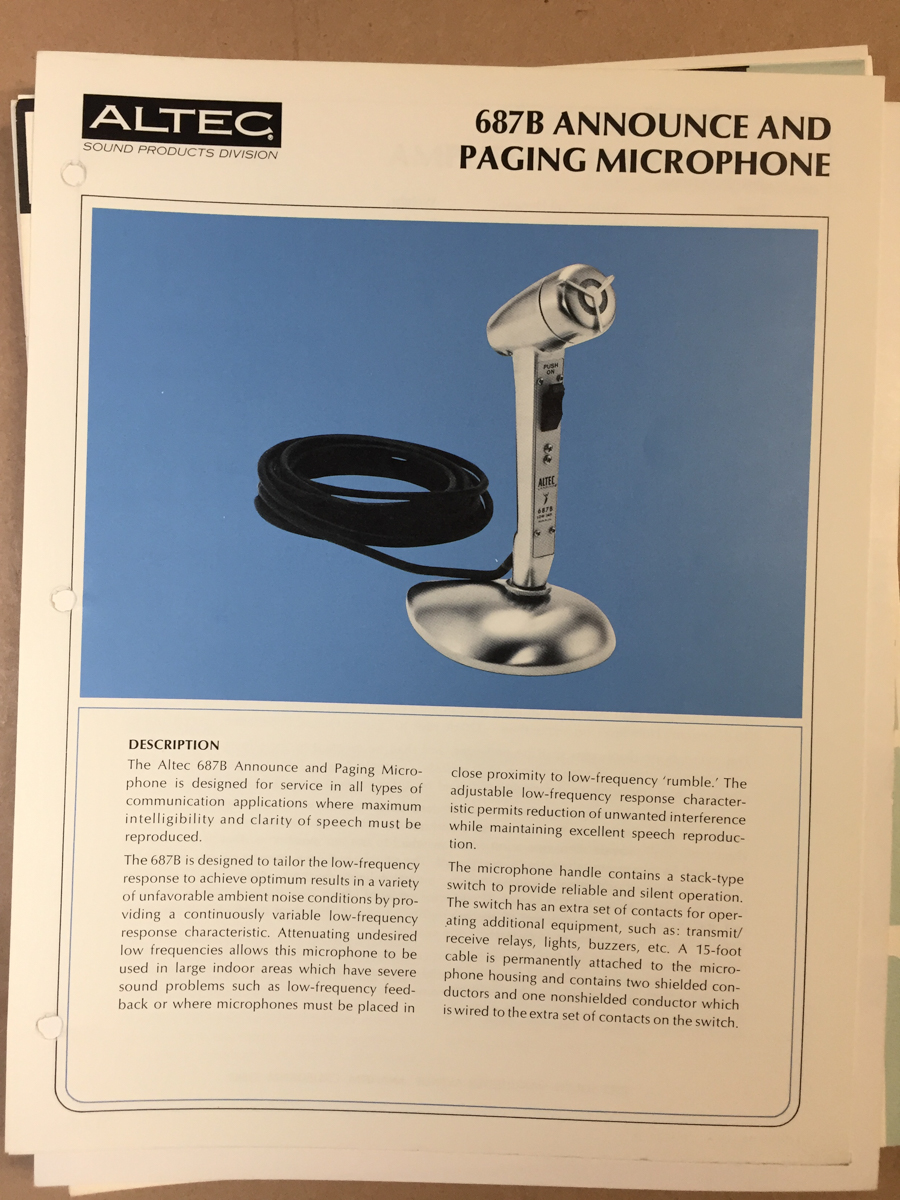 ALTEC
SOUND PRODUCTS DIVISION
687B ANNOUNCE AND
PAGING MICROPHONE
PUSH
ON
ALTEC
687B
DESCRIPTION
The Altec 687B Announce and Paging Micro-
phone is designed for service in all types of
communication applications where maximum
intelligibility and clarity of speech must be
reproduced.
The 687B is designed to tailor the low-frequency
response to achieve optimum results in a variety
of unfavorable ambient noise conditions by pro-
viding a continuously variable low-frequency
response characteristic. Attenuating undesired
low frequencies allows this microphone to be
used in large indoor areas which have severe
sound problems such as low-frequency feed-
back or where microphones must be placed in
close proximity to low-frequency ‘rumble.’ The
adjustable low-frequency response character-
istic permits reduction of unwanted interference
while maintaining excellent speech reproduc-
tion.
The microphone handle contains a stack-type
switch to provide reliable and silent operation.
The switch has an extra set of contacts for oper-
ating additional equipment, such as: transmit/
receive relays, lights, buzzers, etc. A 15-foot
cable is permanently attached to the micro-
phone housing and contains two shielded con-
ductors and one nonshielded conductor which
is wired to the extra set of contacts on the switch.